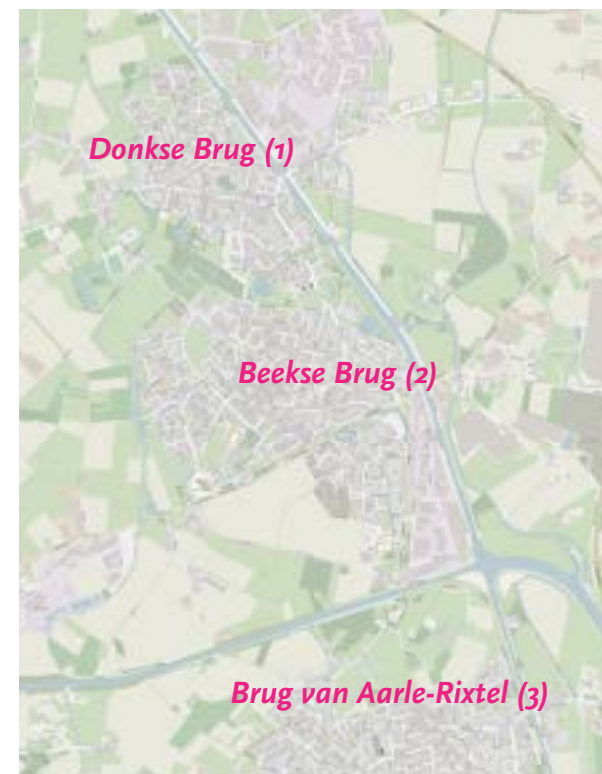 Donkse Brug (1)
Beekse Brug (2)
Brug van Aarle-Rixtel (3)